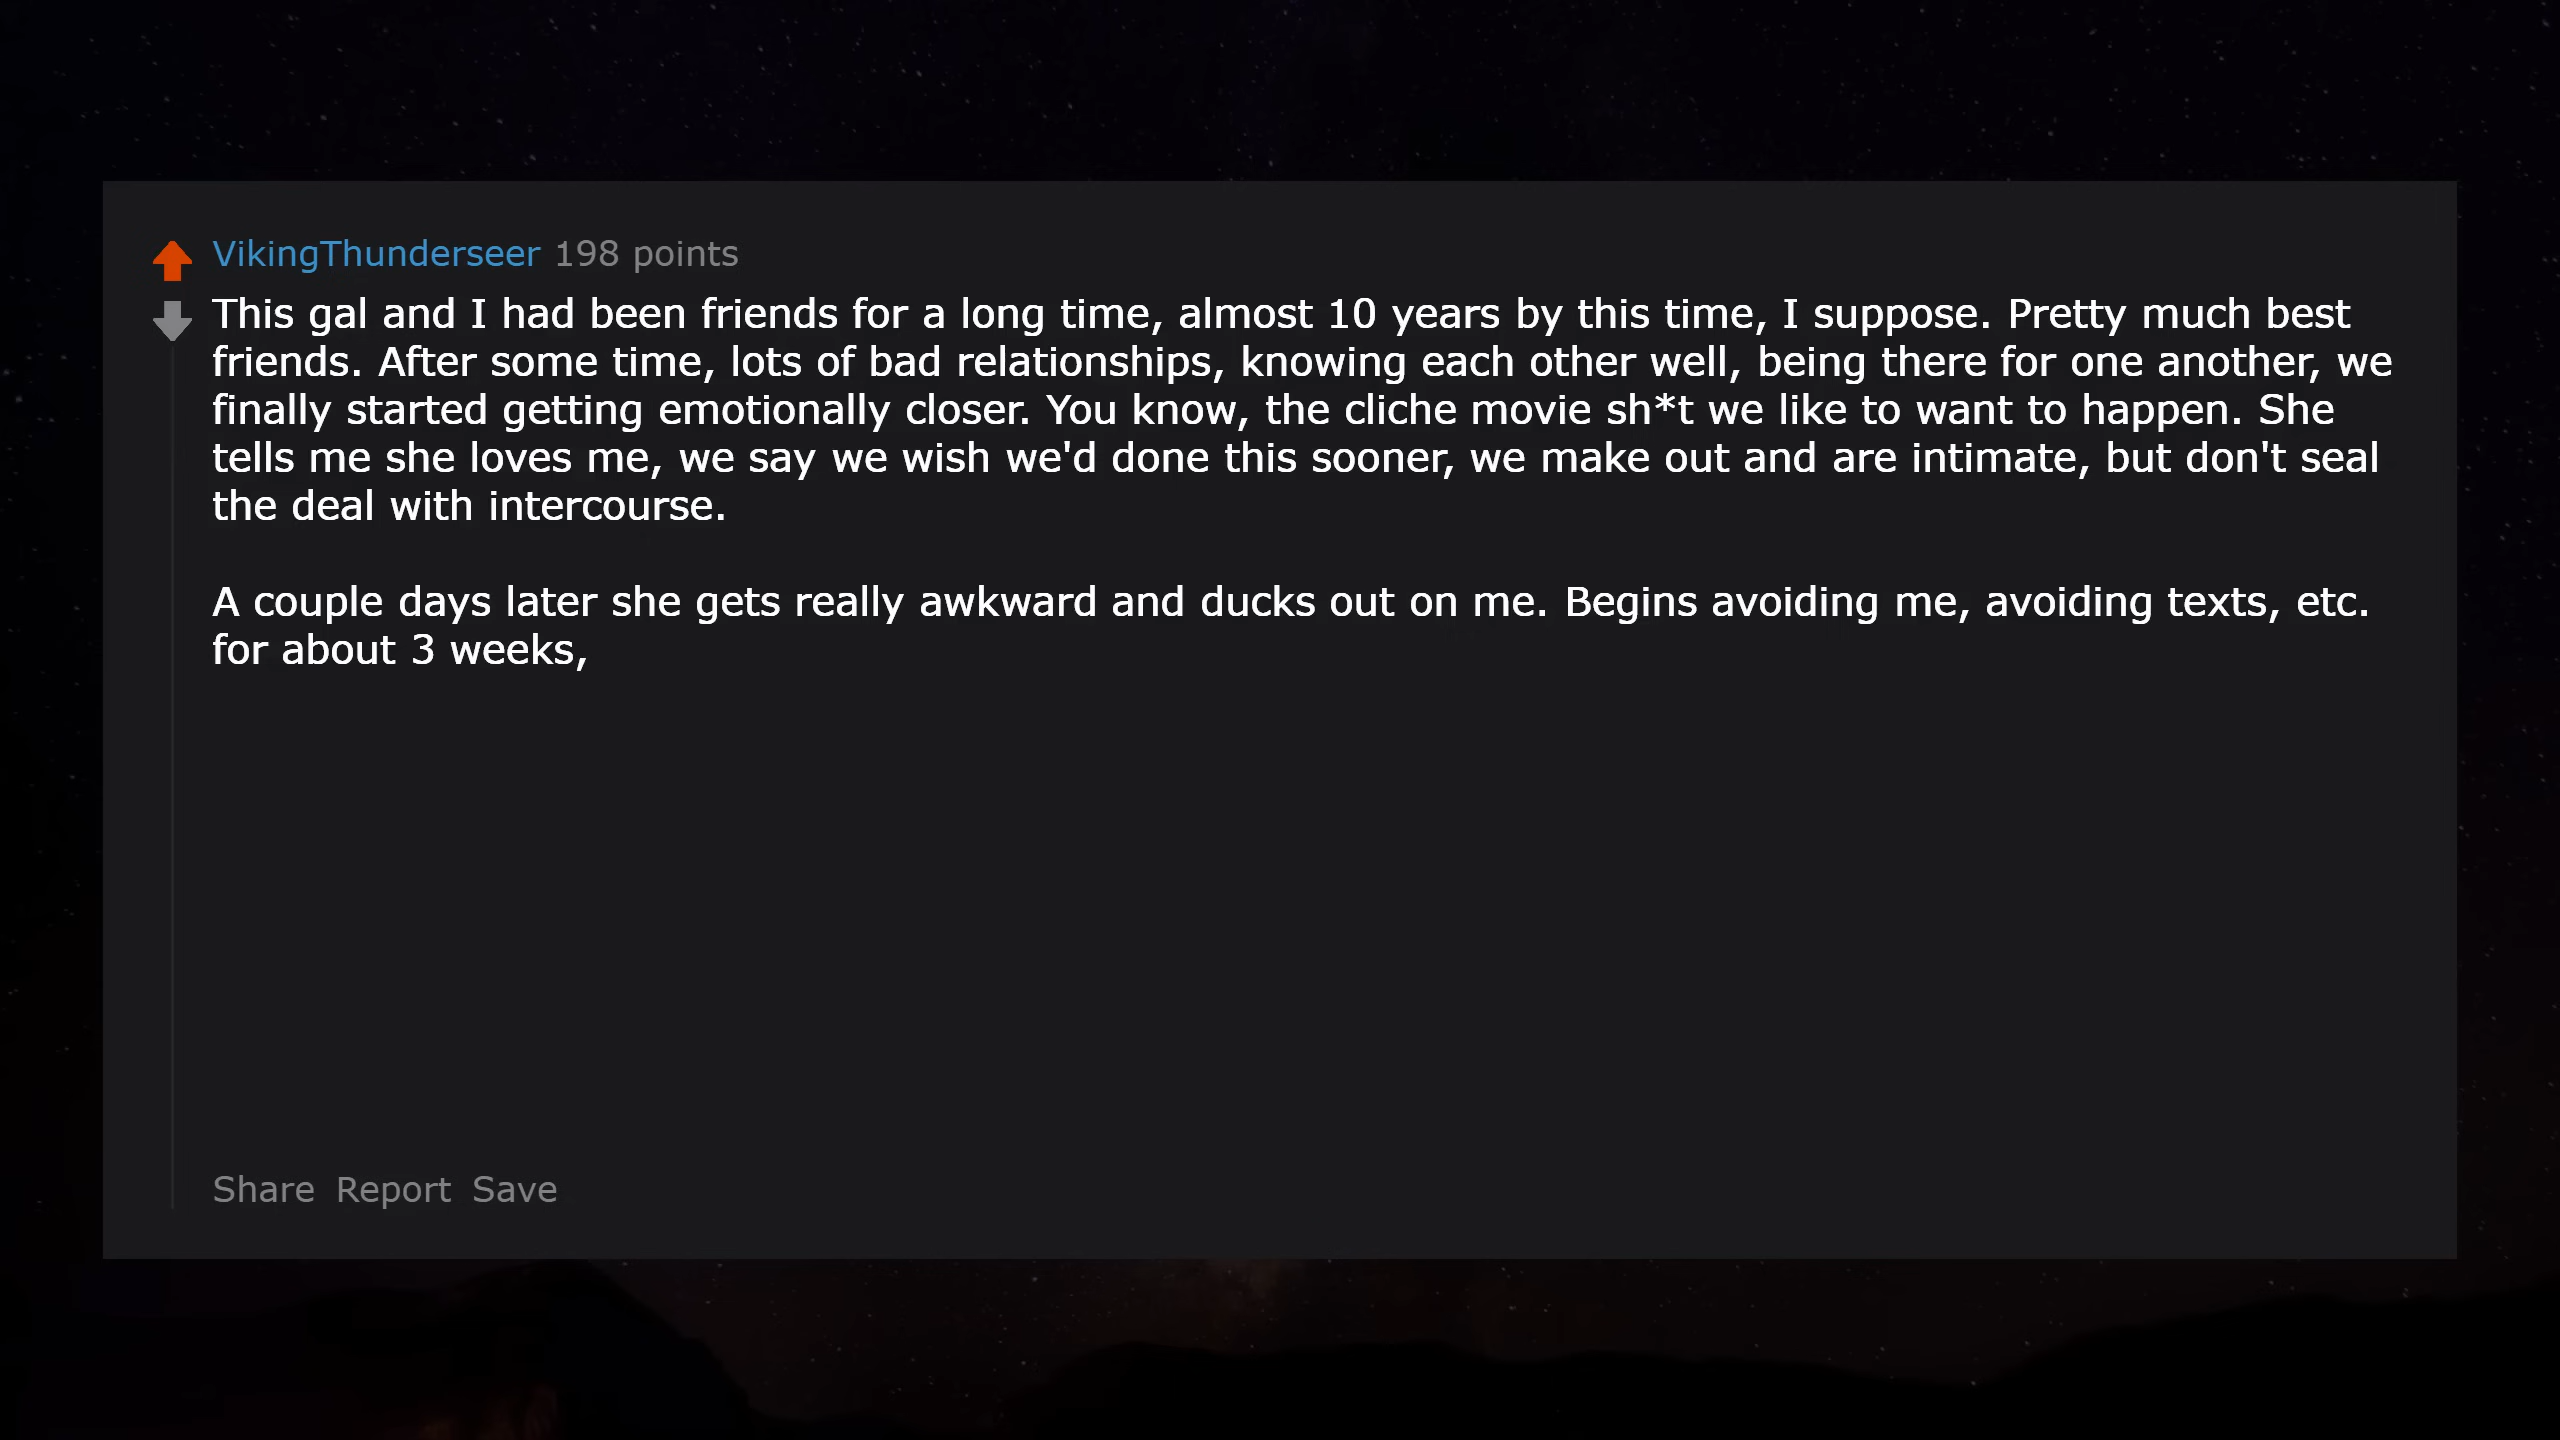 VikingThunderseer 198 points
This gal and I had been friends for a long time, almost 10 years by this time, I suppose. Pretty much best
friends. After some time, lots of bad relationships, knowing each other well, being there for one another, we
finally started getting emotionally closer. You know, the cliche movie sh*t we like to want to happen. She
tells me she loves me, we say we wish we'd done this sooner, we make out and are intimate, but don't seal
the deal with intercourse.
A couple days later she gets really awkward and ducks out on me. Begins avoiding me, avoiding texts, etc.
for about 3 weeks,
Share Report Save